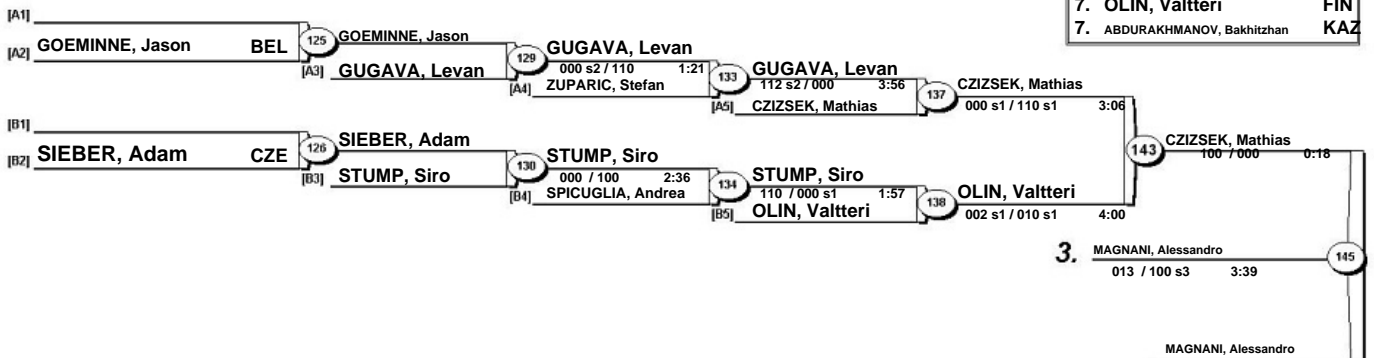 7. OLIN, Valtteri FIN
7. ABDURAKHMANOV, Bakhitzhan KAZ
[A1]
[A2] GOEMINNE, Jason BEL
125
GOEMINNE, Jason
[A3] GUGAVA, Levan
129
GUGAVA, Levan
000 s2 / 110 1:21
[A4] ZUPARIC, Stefan
133
GUGAVA, Levan
112 s2 / 000 3:56
[A5] CZIZSEK, Mathias
137
CZIZSEK, Mathias
000 s1 / 110 s1 3:06
[B1]
[B2] SIEBER, Adam CZE
126
SIEBER, Adam
[B3] STUMP, Siro
130
STUMP, Siro
000 / 100 2:36
[B4] SPICUGLIA, Andrea
134
STUMP, Siro
110 / 000 s1 1:57
[B5] OLIN, Valtteri
138
OLIN, Valtteri
002 s1 / 010 s1 4:00
143
CZIZSEK, Mathias
100 / 000 0:18
3. MAGNANI, Alessandro
013 / 100 s3 3:39
145
MAGNANI, Alessandro